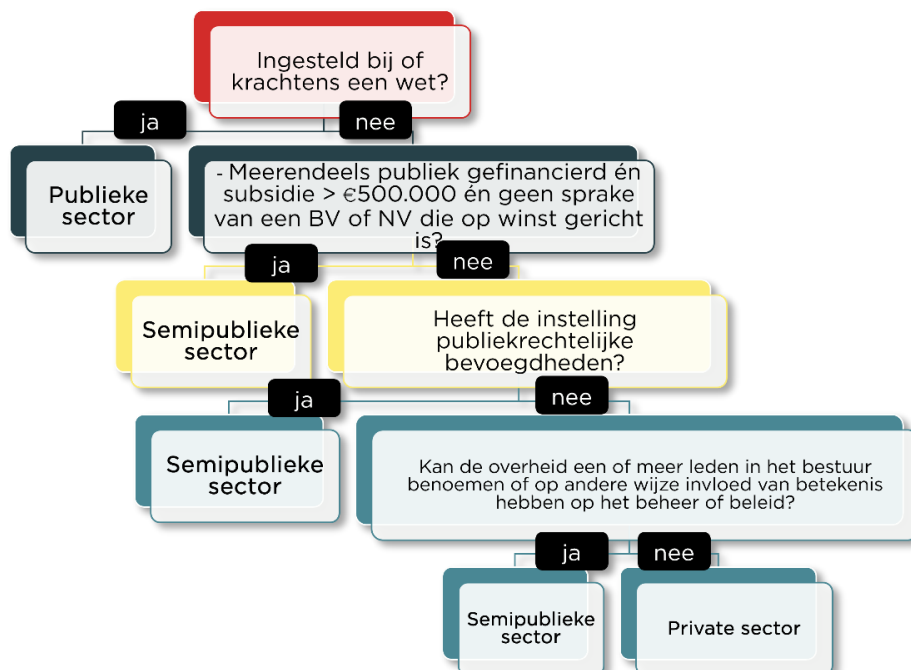 Ingesteld bij of
krachtens een wet?
ja
nee
Publieke
sector
- Meerendeels publiek gefinancierd én
subsidie > €500.000 én geen sprake
van een BV of NV die op winst gericht
is?
ja
nee
Semipublieke
sector
Heeft de instelling
publiekrechtelijke
bevoegdheden?
ja
nee
Semipublieke
sector
Kan de overheid een of meer leden in het bestuur
benoemen of op andere wijze invloed van betekenis
hebben op het beheer of beleid?
ja
nee
Semipublieke
sector
Private sector